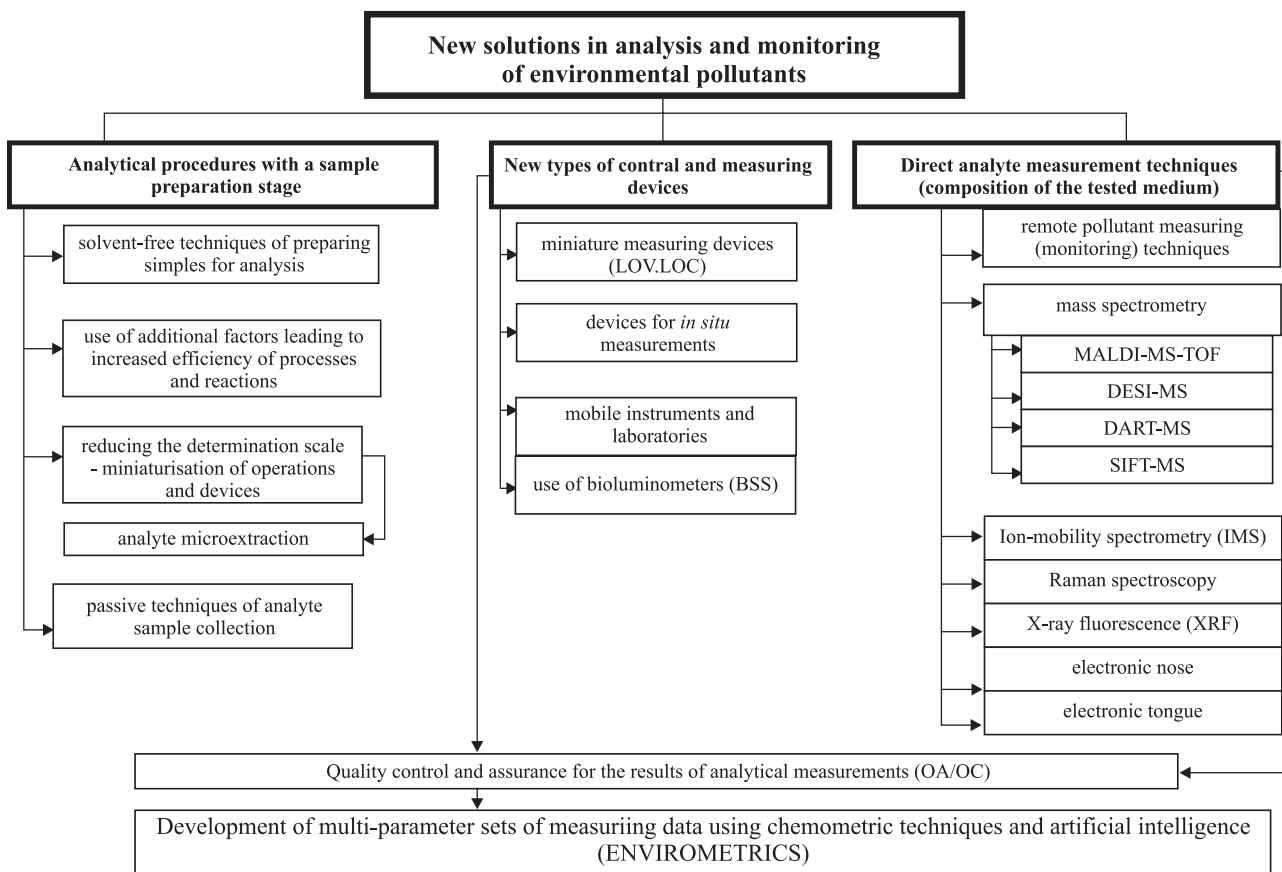 New solutions in analysis and monitoring
of environmental pollutants
Analytical procedures with a sample
preparation stage
solvent-free techniques of preparing
simples for analysis
use of additional factors leading to
increased efficiency of processes
and reactions
reducing the determination scale
- miniaturisation of operations
and devices
analyte microextraction
passive techniques of analyte
sample collection
New types of contral and measuring
devices
miniature measuring devices
(LOV.LOC)
devices for in situ
measurements
mobile instruments and
laboratories
use of bioluminometers (BSS)
Direct analyte measurement techniques
(composition of the tested medium)
remote pollutant measuring
(monitoring) techniques
mass spectrometry
MALDI-MS-TOF
DESI-MS
DART-MS
SIFT-MS
Ion-mobility spectrometry (IMS)
Raman spectroscopy
X-ray fluorescence (XRF)
electronic nose
electronic tongue
Quality control and assurance for the results of analytical measurements (OA/OC)
Development of multi-parameter sets of measuriing data using chemometric techniques and artificial intelligence
(ENVIROMETRICS)